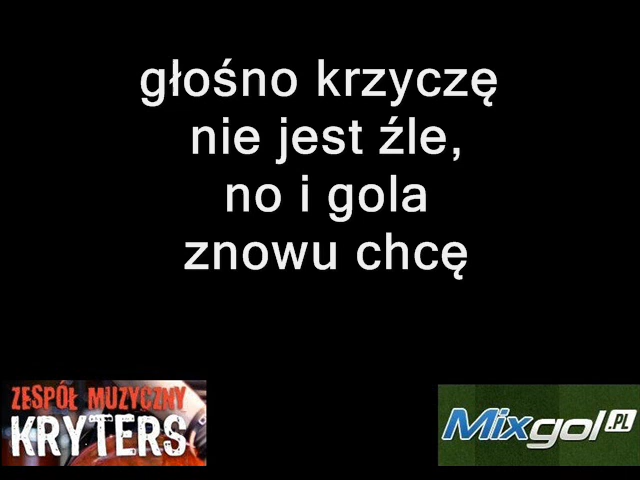 głośno krzyczę
nie jest źle,
no i gola
znowu chcę
ZESPÓŁ MUZYCZNY
KRYTERS
Mixgol.PL